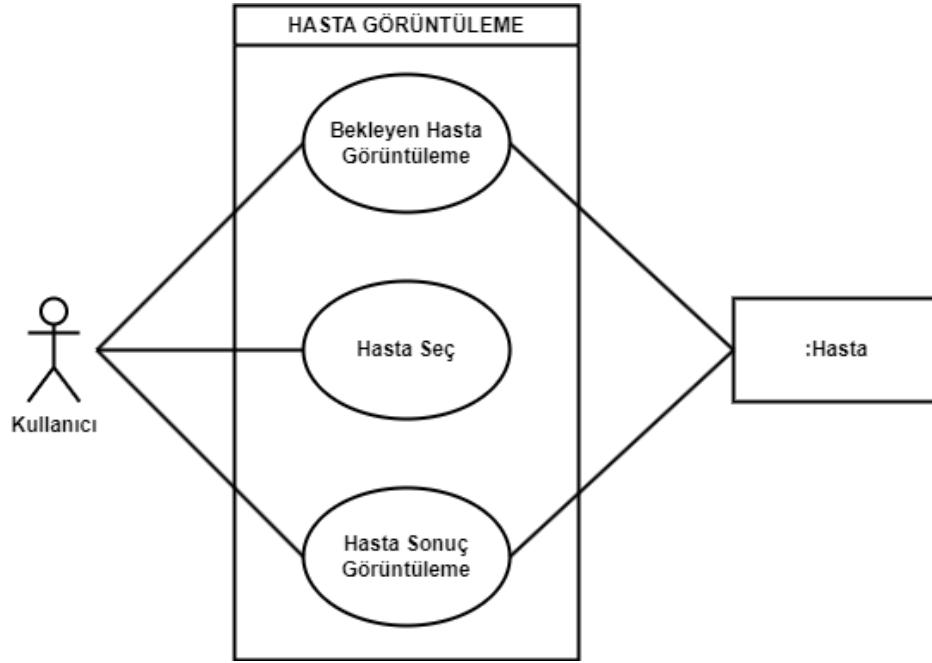 HASTA GÖRÜNTÜLEME
Bekleyen Hasta
Görüntüleme
Hasta Seç
:Hasta
Kullanıcı
Hasta Sonuç
Görüntüleme